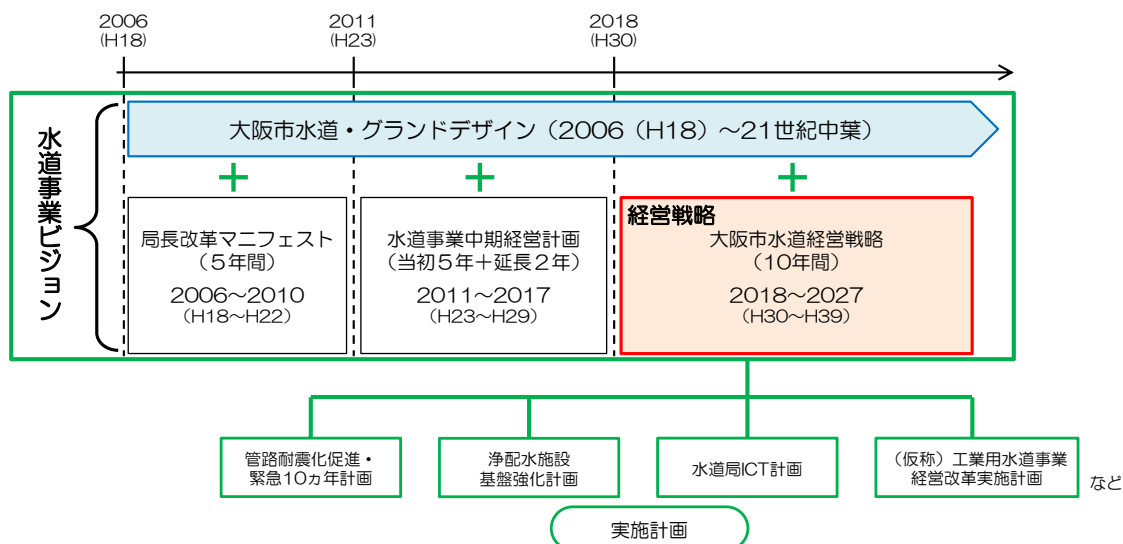 2006
(H18)
2011
(H23)
2018
(H30)
水道事業ビジョン
大阪市水道・グランドデザイン（2006（H18）～21世紀中葉）
＋
＋
＋
局長改革マニフェスト
（5年間）
2006～2010
（H18～H22）
水道事業中期経営計画
（当初５年＋延長２年）
2011～2017
（H23～H29）
経営戦略
大阪市水道経営戦略
（10年間）
2018～2027
（H30～H39）
管路耐震化促進・
緊急10ヵ年計画
浄配水施設
基盤強化計画
水道局ICT計画
（仮称）工業用水道事業
経営改革実施計画
など
実施計画